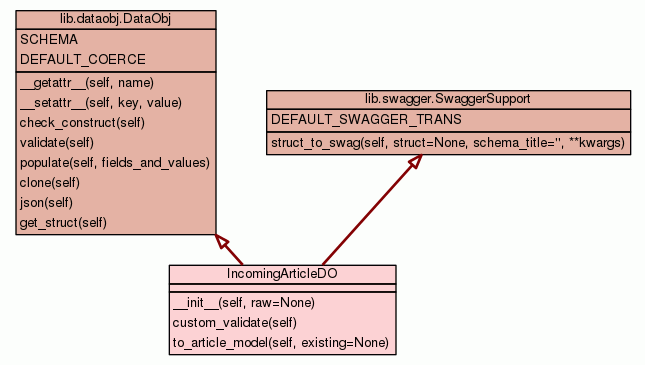 lib.dataobj.DataObj
SCHEMA
DEFAULT_COERCE
__getattr__(self, name)
__setattr__(self, key, value)
check_construct(self)
validate(self)
populate(self, fields_and_values)
clone(self)
json(self)
get_struct(self)
lib.swagger.SwaggerSupport
DEFAULT_SWAGGER_TRANS
struct_to_swag(self, struct=None, schema_title='', **kwargs)
IncomingArticleDO
__init__(self, raw=None)
custom_validate(self)
to_article_model(self, existing=None)